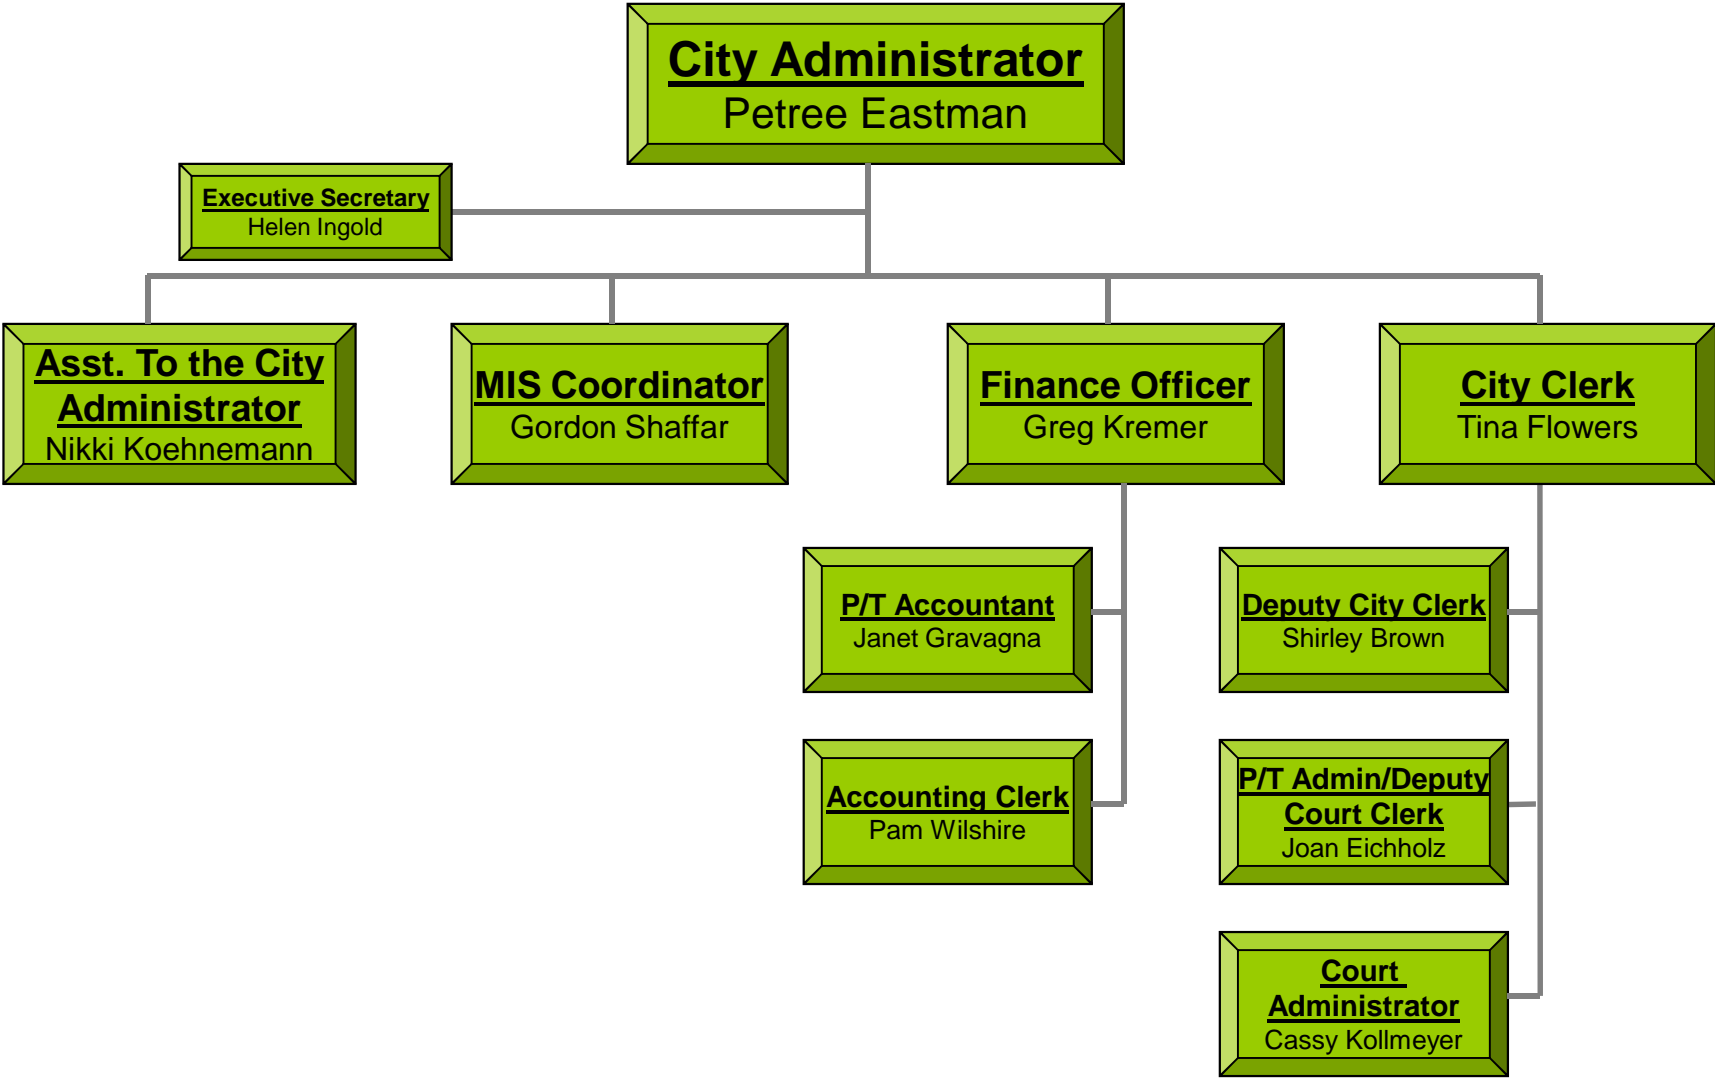 City Administrator
Petree Eastman
Executive Secretary
Helen Ingold
Asst. To the City
Administrator
Nikki Koehnemann
MIS Coordinator
Gordon Shaffar
Finance Officer
Greg Kremer
City Clerk
Tina Flowers
P/T Accountant
Janet Gravagna
Deputy City Clerk
Shirley Brown
Accounting Clerk
Pam Wilshire
P/T Admin/Deputy
Court Clerk
Joan Eichholz
Court
Administrator
Cassy Kollmeyer